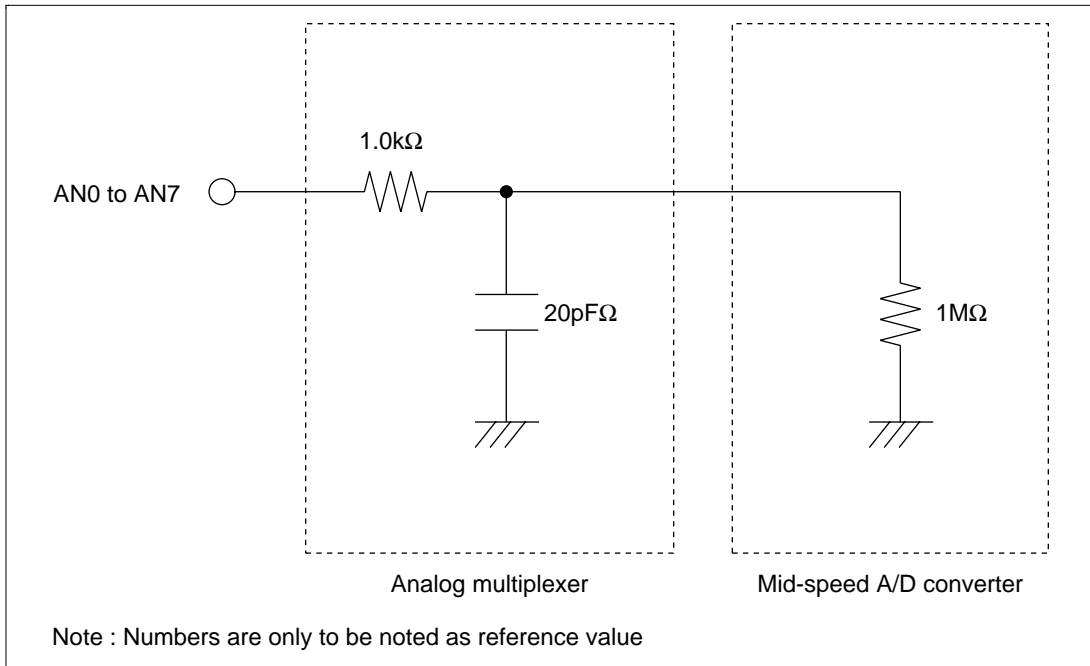 1.0kΩ
AN0 to AN7
20pFΩ
1MΩ
Analog multiplexer
Mid-speed A/D converter
Note : Numbers are only to be noted as reference value